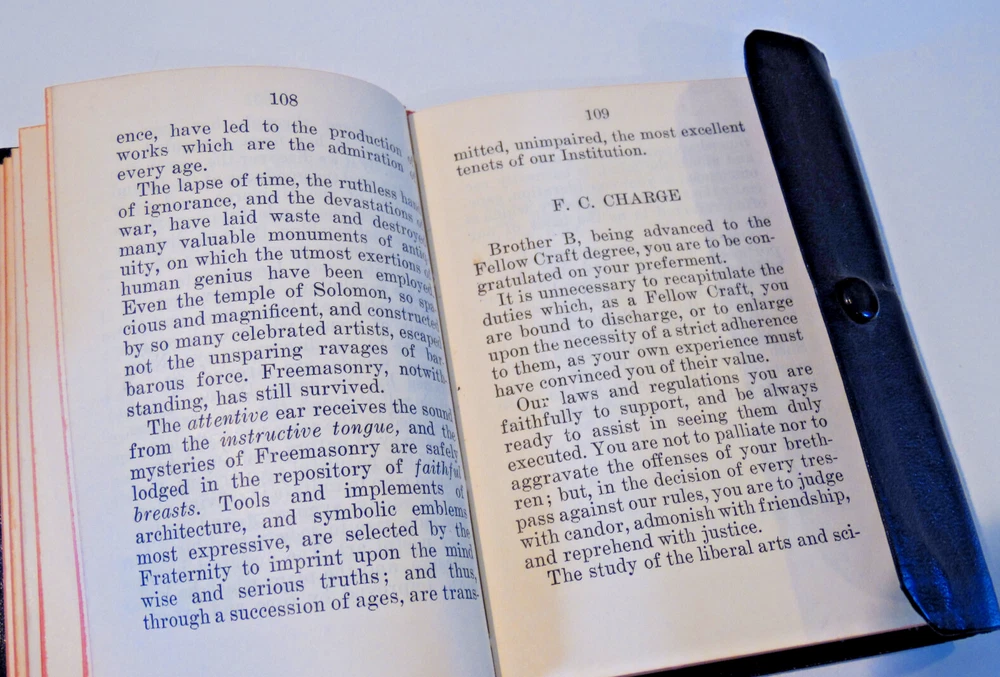 108
ence, have led to the production
works which are the admiration
every age.
The lapse of time, the ruthless
of ignorance, and the devastations
war, have laid waste and destroye
many valuable monuments of anti
uity, on which the utmost exertions
human genius have been employed
Even the temple of Solomon, so spa-
cious and magnificent, and constructed
by so many celebrated artists, escaped
not the unsparing ravages of bar-
barous force. Freemasonry, notwith-
standing, has still survived.
The attentive ear receives the sound
from the instructive tongue, and the
mysteries of Freemasonry are safely
lodged in the repository of faithful
breasts. Tools and implements of
architecture, and symbolic emblems
most expressive, are selected by the
Fraternity to imprint upon the mind
wise and serious truths; and thus,
through a succession of ages, are trans-
109
mitted, unimpaired, the most excellent
tenets of our Institution.
F. C. CHARGE
Brother B, being advanced to the
Fellow Craft degree, you are to be con-
gratulated on your preferment.
It is unnecessary to recapitulate the
duties which, as a Fellow Craft, you
are bound to discharge, or to enlarge
upon the necessity of a strict adherence
to them, as your own experience must
have convinced you of their value.
Our laws and regulations you are
faithfully to support, and be always
ready to assist in seeing them duly
executed. You are not to palliate nor to
aggravate the offenses of your breth-
ren; but, in the decision of every tres-
pass against our rules, you are to judge
with candor, admonish with friendship,
and reprehend with justice.
The study of the liberal arts and sci-